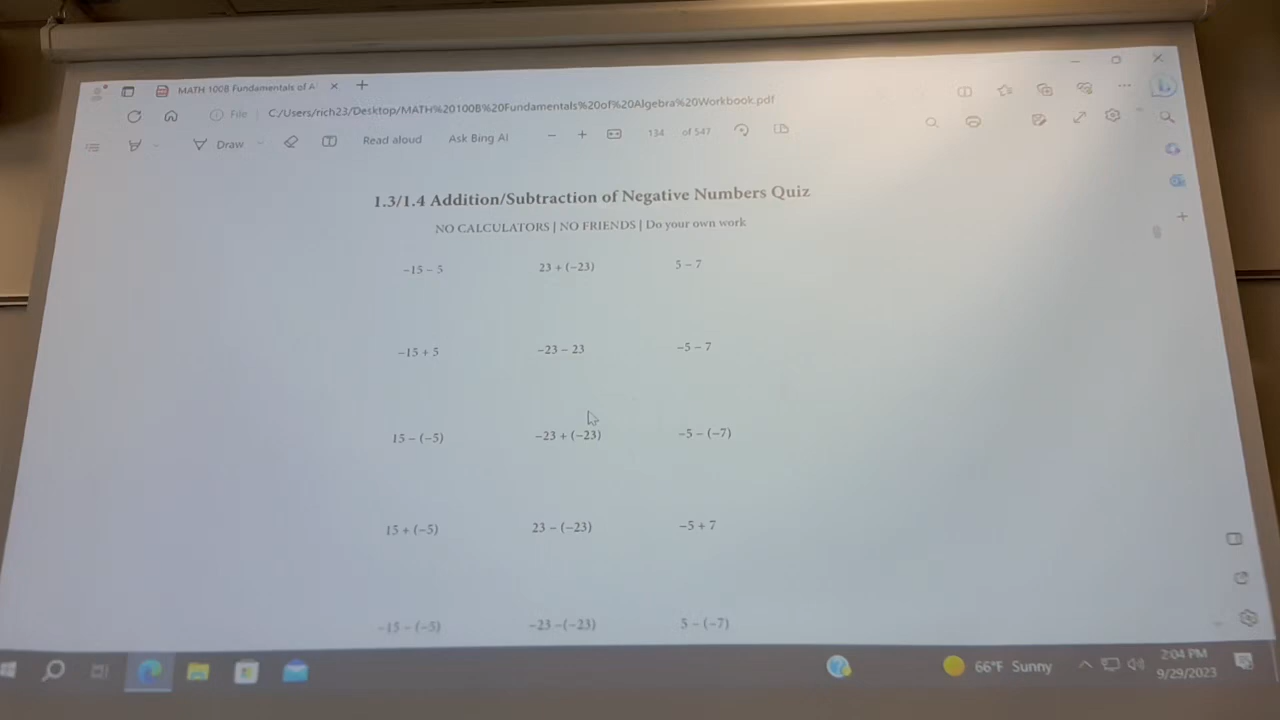 MATH 100B Fundamentals of A
File C:/Users/rich23/Desktop/MATH%20100B%20Fundamentals%20of%20Algebra%20Workbook.pdf
Draw Read aloud Ask Bing AI 134 of 547
1.3/1.4 Addition/Subtraction of Negative Numbers Quiz
NO CALCULATORS | NO FRIENDS | Do your own work
−15 − 5 23 + (−23) 5 − 7
−15 + 5 −23 − 23 −5 − 7
15 − (−5) −23 + (−23) −5 − (−7)
15 + (−5) 23 − (−23) −5 + 7
−15 − (−5) −23 −(−23) 5 − (−7)
66°F Sunny 2:04 PM
9/29/2023